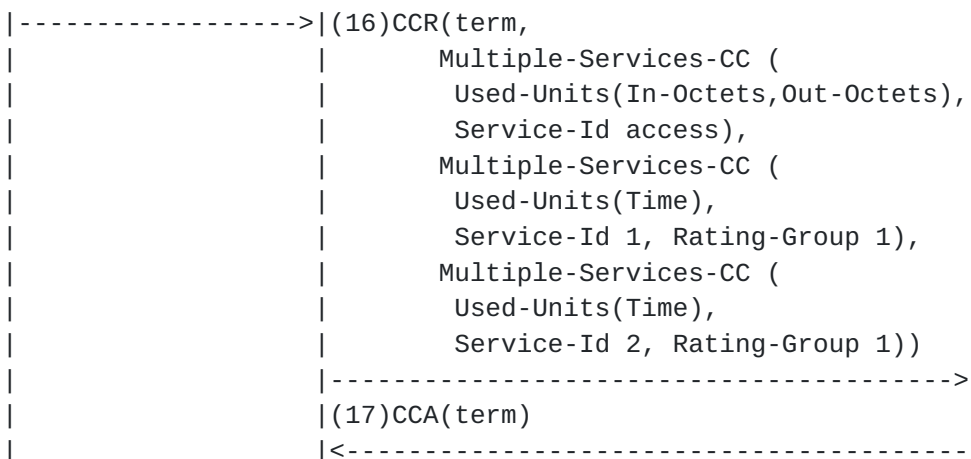 |------------------>|(16)CCR(term,
|                   |       Multiple-Services-CC (
|                   |        Used-Units(In-Octets,Out-Octets),
|                   |        Service-Id access),
|                   |       Multiple-Services-CC (
|                   |        Used-Units(Time),
|                   |        Service-Id 1, Rating-Group 1),
|                   |       Multiple-Services-CC (
|                   |        Used-Units(Time),
|                   |        Service-Id 2, Rating-Group 1))
|                   |---------------------------------------->
|                   |(17)CCA(term)
|                   |<----------------------------------------